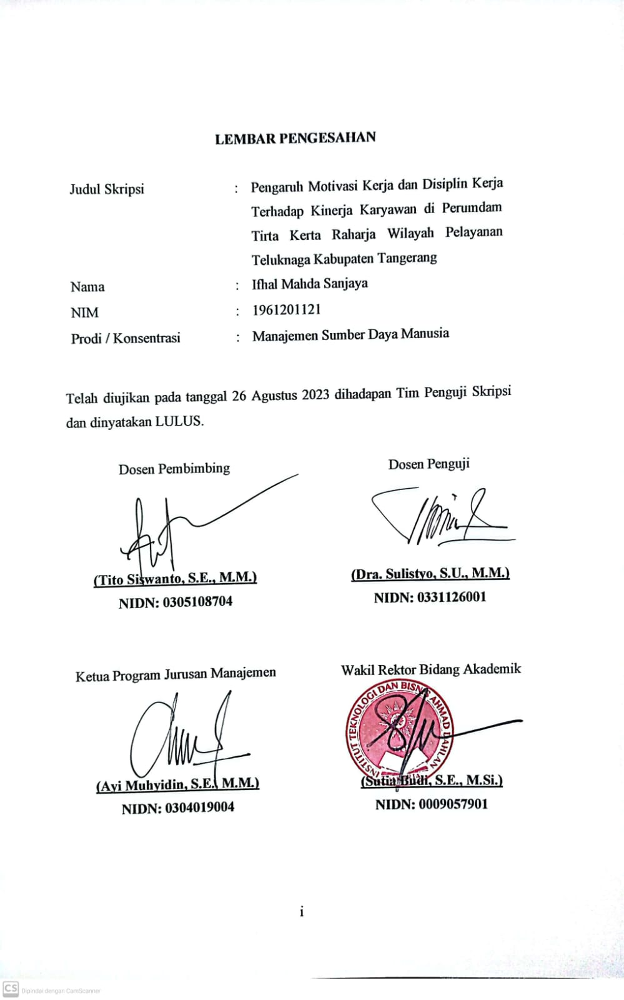 LEMBAR PENGESAHAN
Judul Skripsi : Pengaruh Motivasi Kerja dan Disiplin Kerja
Terhadap Kinerja Karyawan di Perumdam
Tirta Kerta Raharja Wilayah Pelayanan
Teluknaga Kabupaten Tangerang
Nama : Ifhal Mahda Sanjaya
NIM : 1961201121
Prodi / Konsentrasi : Manajemen Sumber Daya Manusia
Telah diujikan pada tanggal 26 Agustus 2023 dihadapan Tim Penguji Skripsi
dan dinyatakan LULUS.
Dosen Pembimbing
(Tito Siswanto, S.E., M.M.)
NIDN: 0305108704
Dosen Penguji
(Dra. Sulistyo, S.U., M.M.)
NIDN: 0331126001
Ketua Program Jurusan Manajemen
(Ayi Muhyidin, S.E., M.M.)
NIDN: 0304019004
Wakil Rektor Bidang Akademik
INSTITUT TEKNOLOGI DAN BISNIS AHMAD DAHLAN
(Sutia Budi, S.E., M.Si.)
NIDN: 0009057901
i
CS Dipindai dengan CamScanner